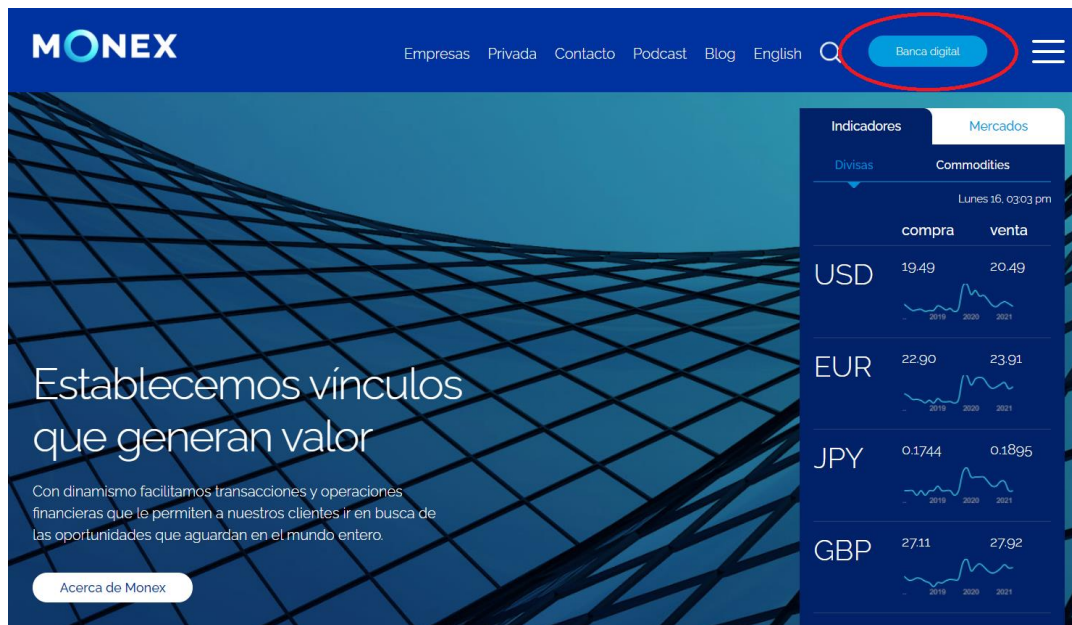 MONEX
Empresas Privada Contacto Podcast Blog English Banca digital
Indicadores Mercados
Divisas Commodities
Lunes 16, 03:03 pm
compra venta
USD 19.49 20.49
2019 2020 2021
EUR 22.90 23.91
2019 2020 2021
JPY 0.1744 0.1895
2019 2020 2021
GBP 27.11 27.92
2019 2020 2021
Establecemos vínculos
que generan valor
Con dinamismo facilitamos transacciones y operaciones
financieras que le permiten a nuestros clientes ir en busca de
las oportunidades que aguardan en el mundo entero.
Acerca de Monex